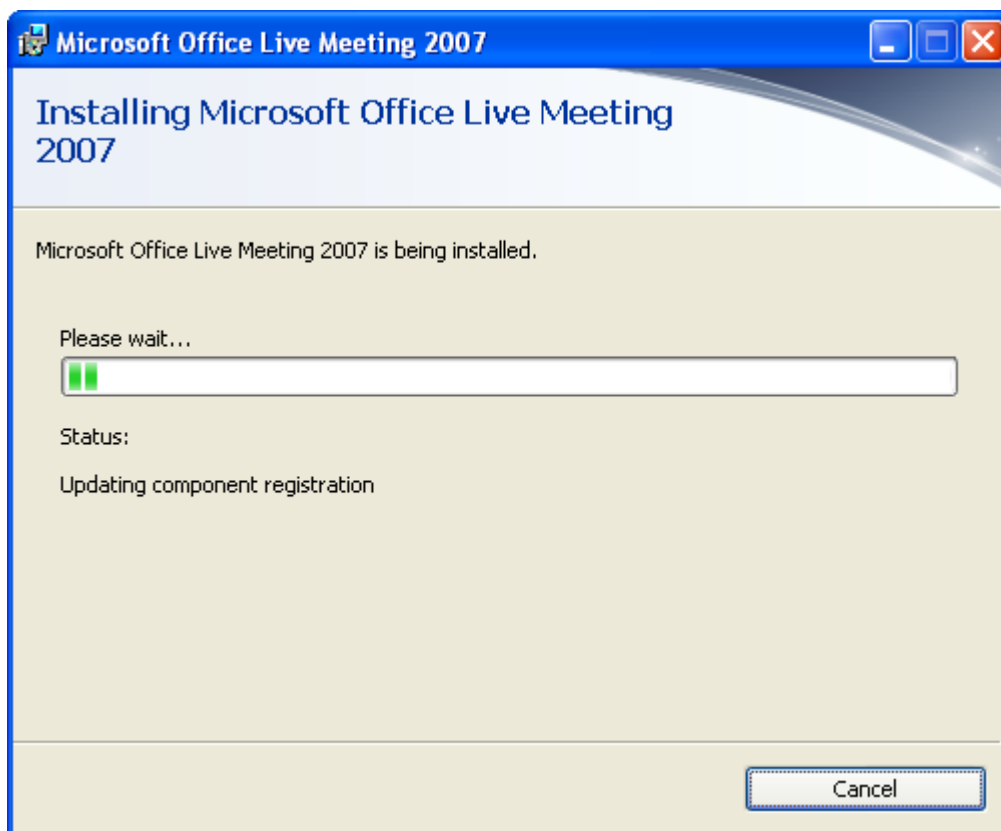 Microsoft Office Live Meeting 2007
Installing Microsoft Office Live Meeting
2007
Microsoft Office Live Meeting 2007 is being installed.
Please wait...
Status:
Updating component registration
Cancel